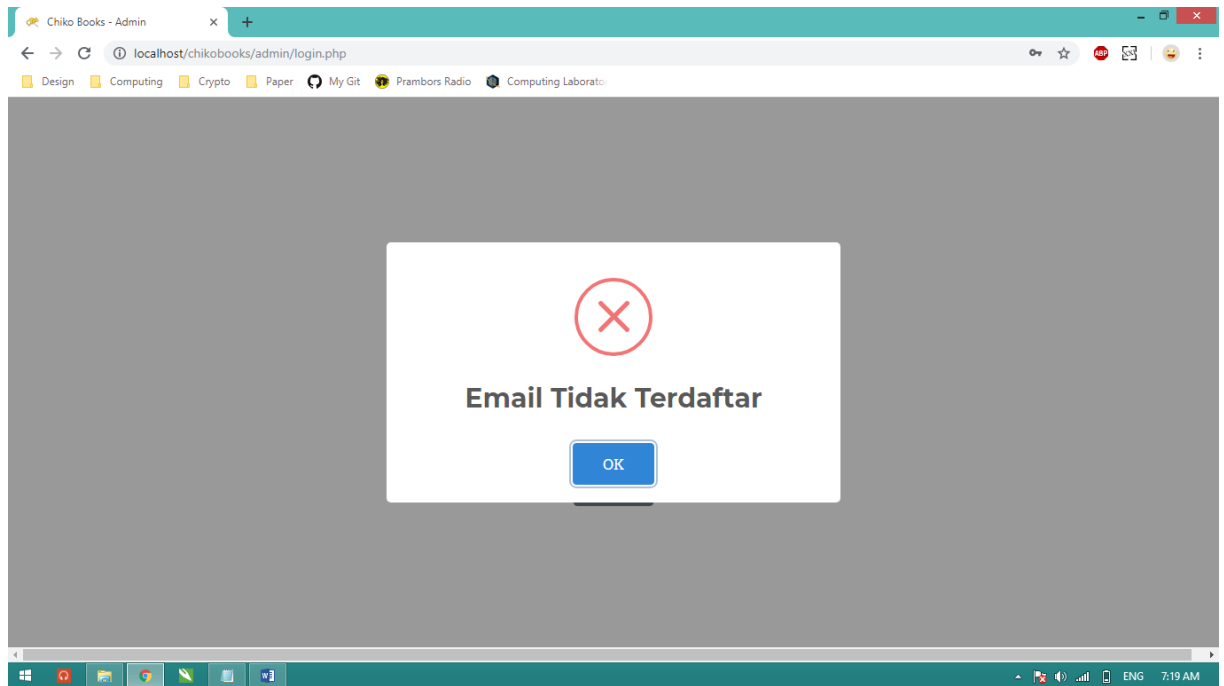 Chiko Books - Admin
localhost/chikobooks/admin/login.php
ABP
Design Computing Crypto Paper My Git Prambors Radio Computing Laborato
Email Tidak Terdaftar
OK
ENG 7:19 AM